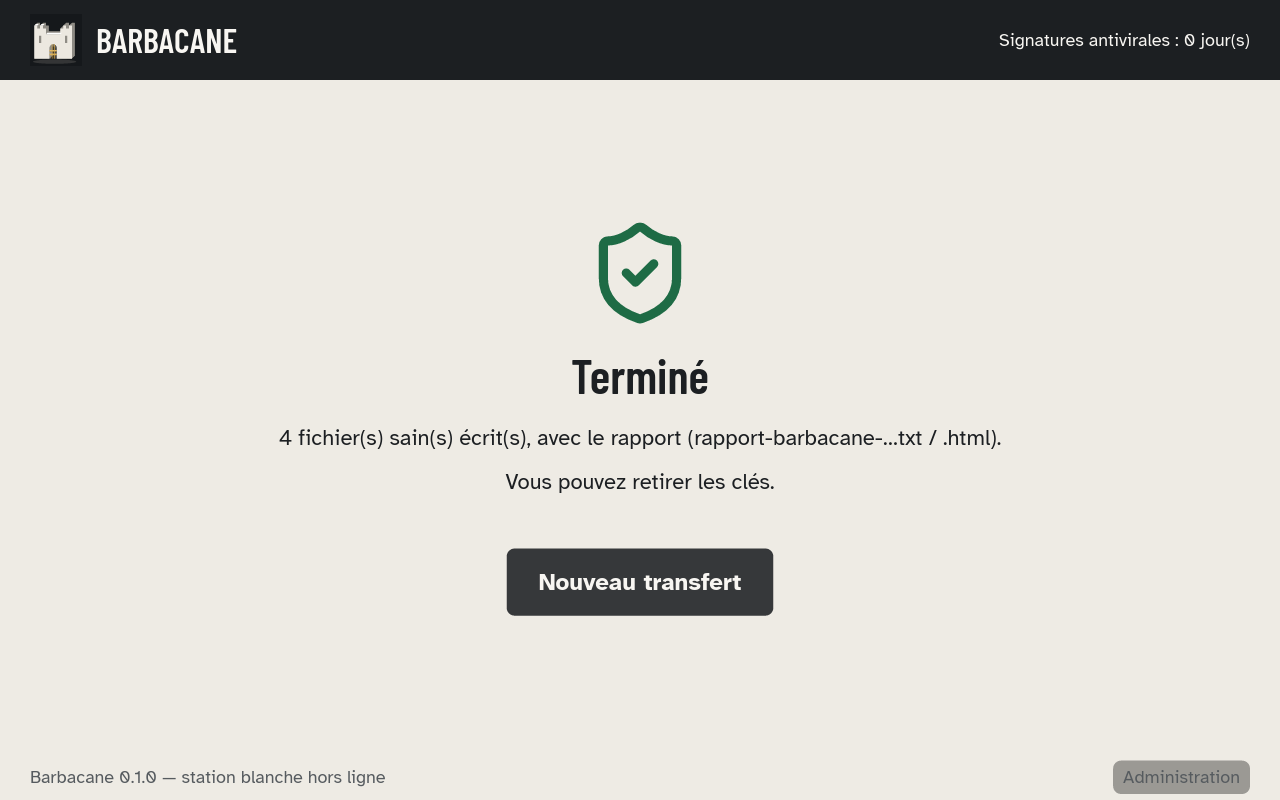 BARBACANE
Signatures antivirales : 0 jour(s)
Terminé
4 fichier(s) sain(s) écrit(s), avec le rapport (rapport-barbacane-...txt / .html).
Vous pouvez retirer les clés.
Nouveau transfert
Barbacane 0.1.0 — station blanche hors ligne
Administration